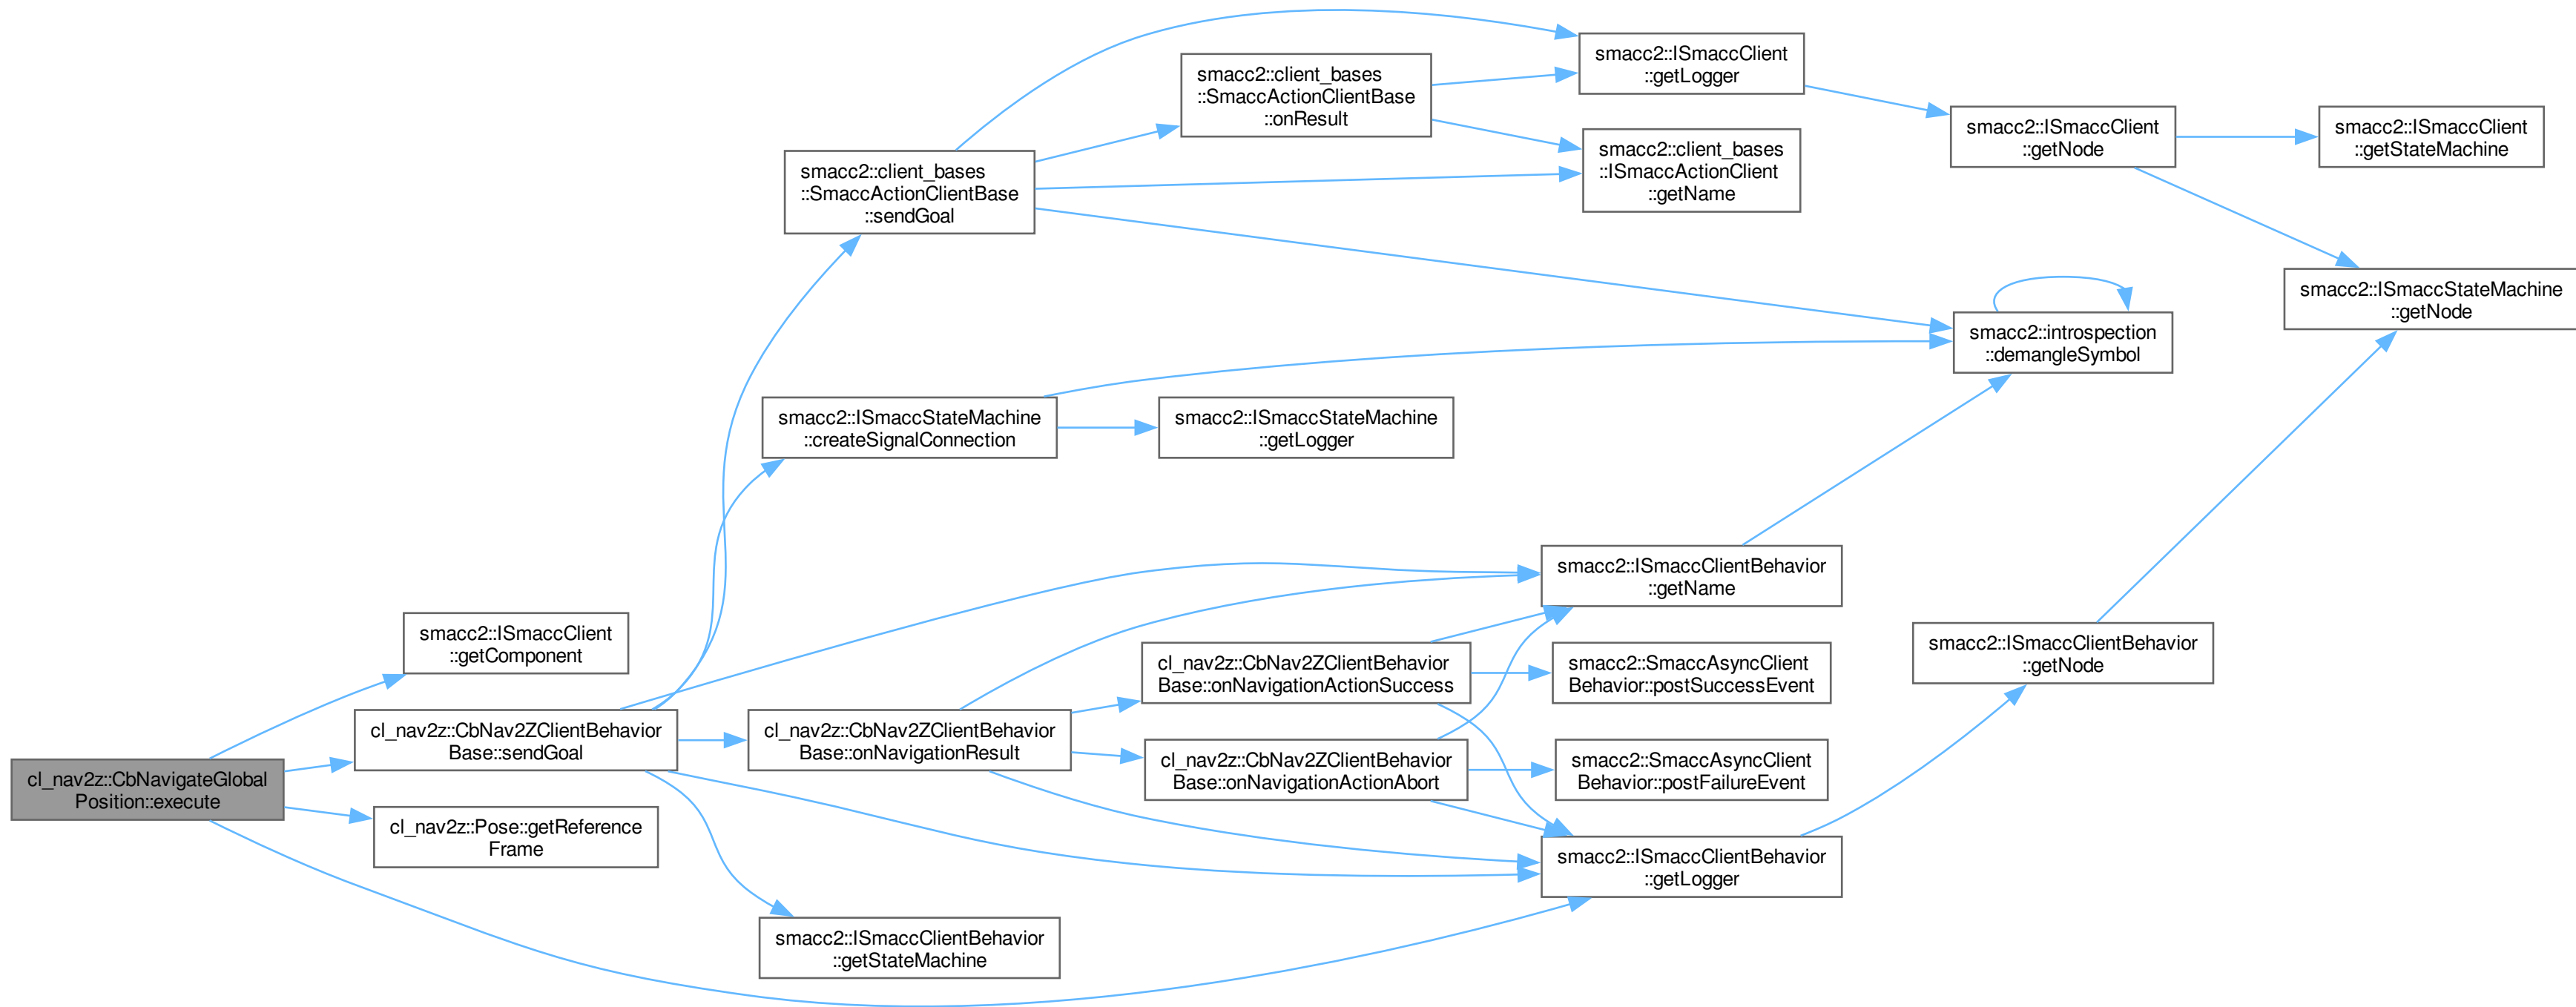 cl_nav2z::CbNavigateGlobal
Position::execute
smacc2::ISmaccClient
::getComponent
cl_nav2z::CbNav2ZClientBehavior
Base::sendGoal
cl_nav2z::Pose::getReference
Frame
smacc2::client_bases
::SmaccActionClientBase
::sendGoal
smacc2::ISmaccStateMachine
::createSignalConnection
cl_nav2z::CbNav2ZClientBehavior
Base::onNavigationResult
smacc2::ISmaccClientBehavior
::getStateMachine
smacc2::client_bases
::SmaccActionClientBase
::onResult
smacc2::ISmaccStateMachine
::getLogger
cl_nav2z::CbNav2ZClientBehavior
Base::onNavigationActionSuccess
cl_nav2z::CbNav2ZClientBehavior
Base::onNavigationActionAbort
smacc2::ISmaccClient
::getLogger
smacc2::client_bases
::ISmaccActionClient
::getName
smacc2::ISmaccClientBehavior
::getName
smacc2::SmaccAsyncClient
Behavior::postSuccessEvent
smacc2::SmaccAsyncClient
Behavior::postFailureEvent
smacc2::ISmaccClientBehavior
::getLogger
smacc2::ISmaccClient
::getNode
smacc2::introspection
::demangleSymbol
smacc2::ISmaccClientBehavior
::getNode
smacc2::ISmaccClient
::getStateMachine
smacc2::ISmaccStateMachine
::getNode